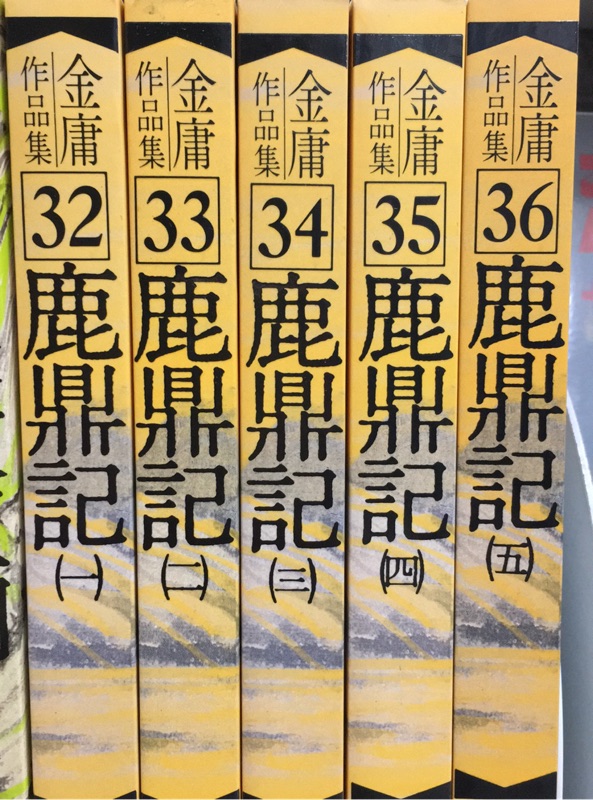 金庸
作品集
32
鹿鼎記
(一)
金庸
作品集
33
鹿鼎記
(二)
金庸
作品集
34
鹿鼎記
(三)
金庸
作品集
35
鹿鼎記
(四)
金庸
作品集
36
鹿鼎記
(五)